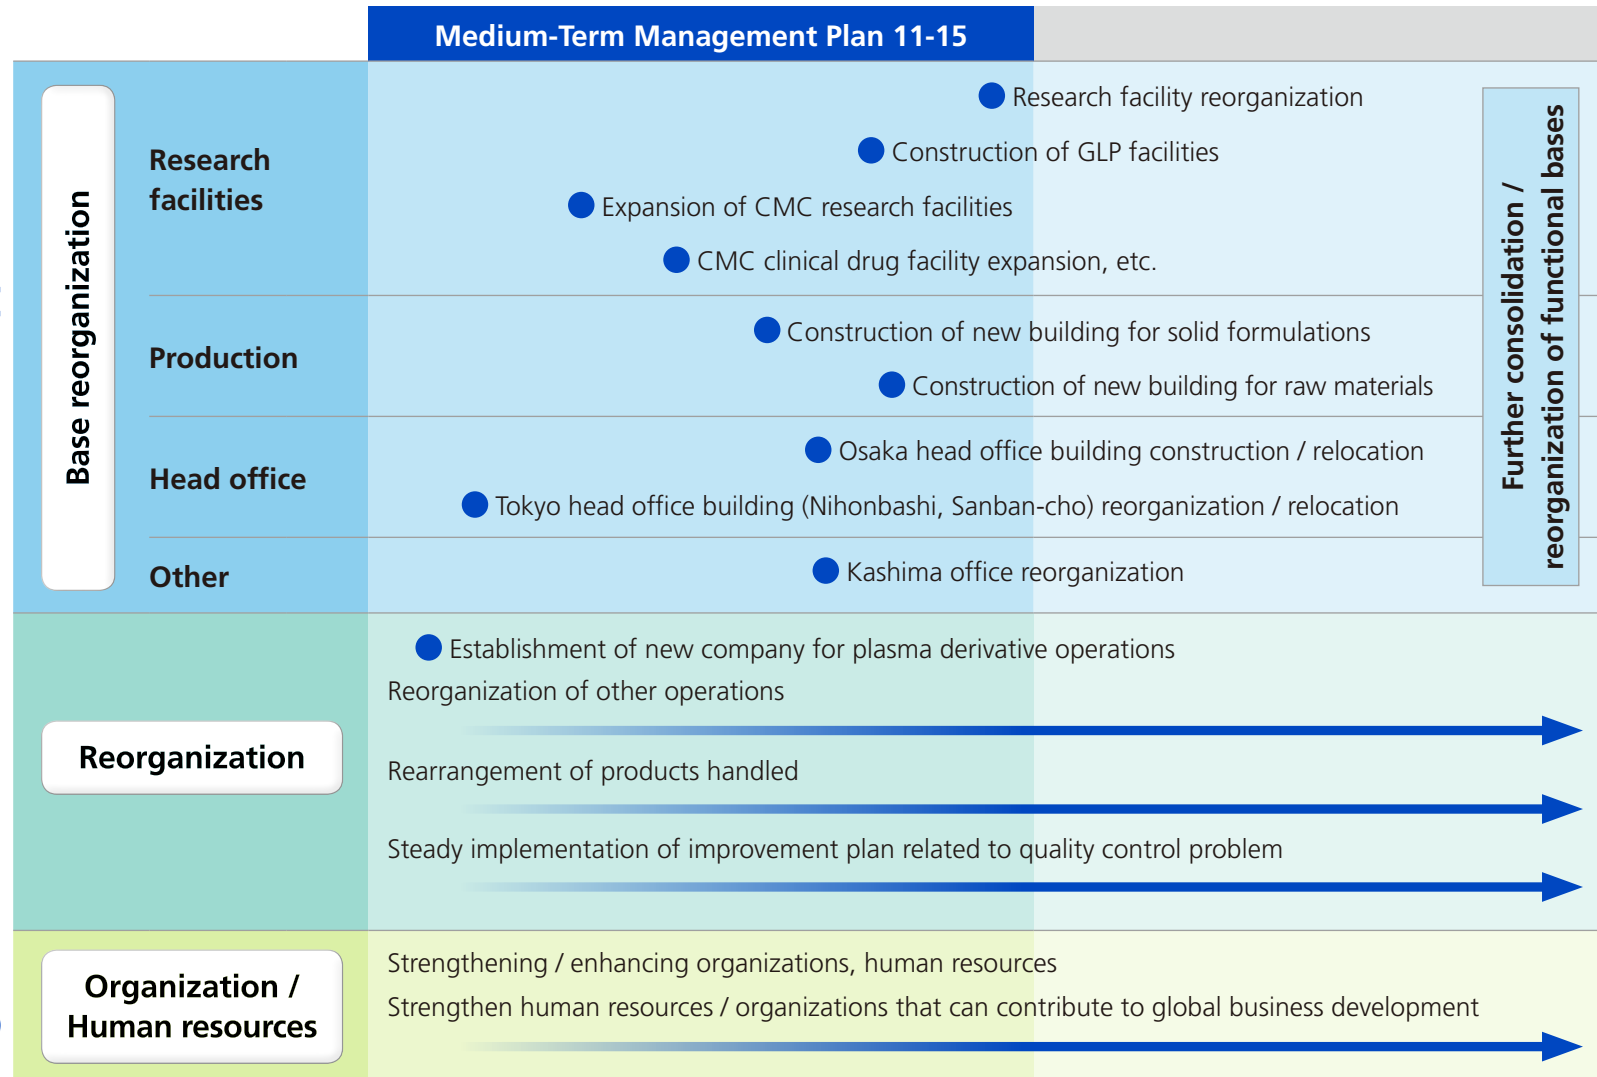 Medium-Term Management Plan 11-15
Base reorganization
Research
facilities
Research facility reorganization
Construction of GLP facilities
Expansion of CMC research facilities
CMC clinical drug facility expansion, etc.
Production
Construction of new building for solid formulations
Construction of new building for raw materials
Head office
Osaka head office building construction / relocation
Tokyo head office building (Nihonbashi, Sanban-cho) reorganization / relocation
Other
Kashima office reorganization
Further consolidation /
reorganization of functional bases
Reorganization
Establishment of new company for plasma derivative operations
Reorganization of other operations
Rearrangement of products handled
Steady implementation of improvement plan related to quality control problem
Organization /
Human resources
Strengthening / enhancing organizations, human resources
Strengthen human resources / organizations that can contribute to global business development